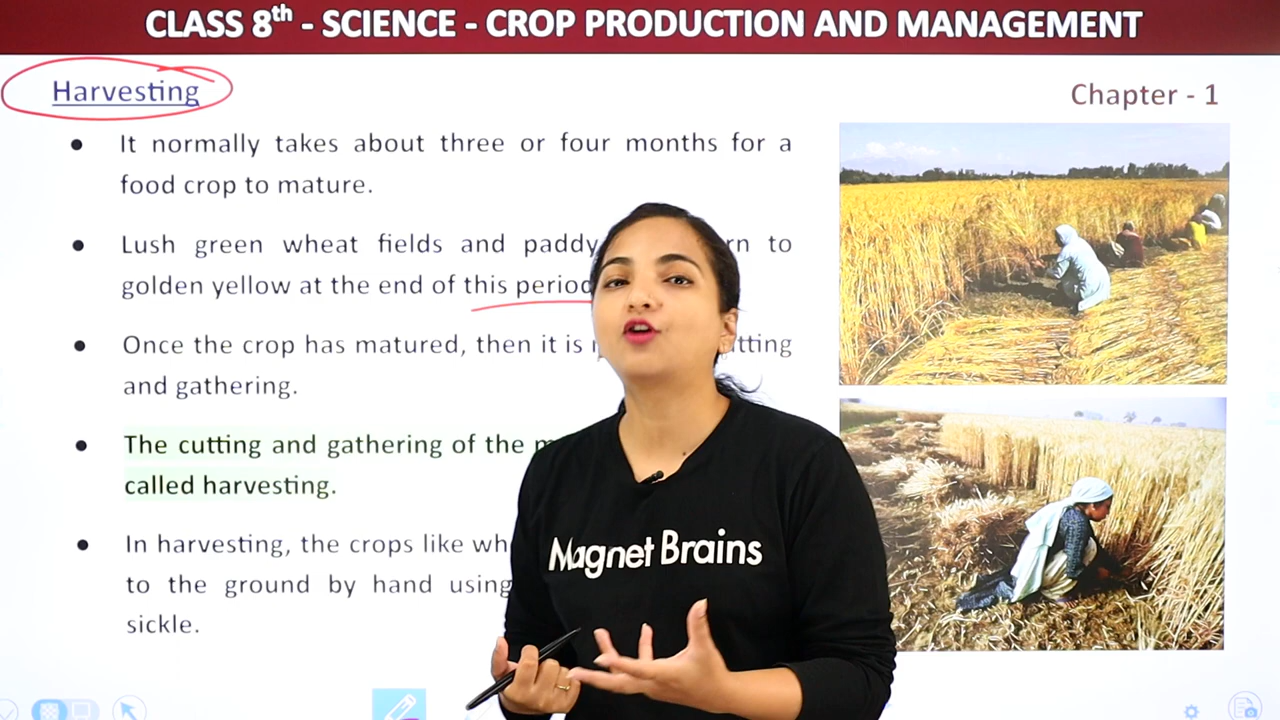 CLASS 8th - SCIENCE - CROP PRODUCTION AND MANAGEMENT
Harvesting
Chapter - 1
● It normally takes about three or four months for a
food crop to mature.
● Lush green wheat fields and paddy to
golden yellow at the end of this period
● Once the crop has matured, then it is
and gathering.
● The cutting and gathering of the
called harvesting.
● In harvesting, the crops like
to the ground by hand using
sickle.
Magnet Brains